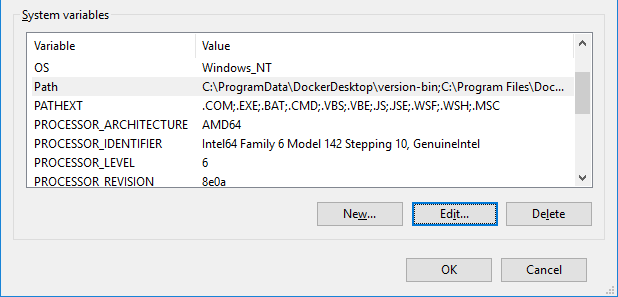 System variables
Variable Value
OS Windows_NT
Path C:\ProgramData\DockerDesktop\version-bin;C:\Program Files\Doc...
PATHEXT .COM;.EXE;.BAT;.CMD;.VBS;.VBE;.JS;.JSE;.WSF;.WSH;.MSC
PROCESSOR_ARCHITECTURE AMD64
PROCESSOR_IDENTIFIER Intel64 Family 6 Model 142 Stepping 10, GenuineIntel
PROCESSOR_LEVEL 6
PROCESSOR_REVISION 8e0a
New... Edit... Delete
OK Cancel